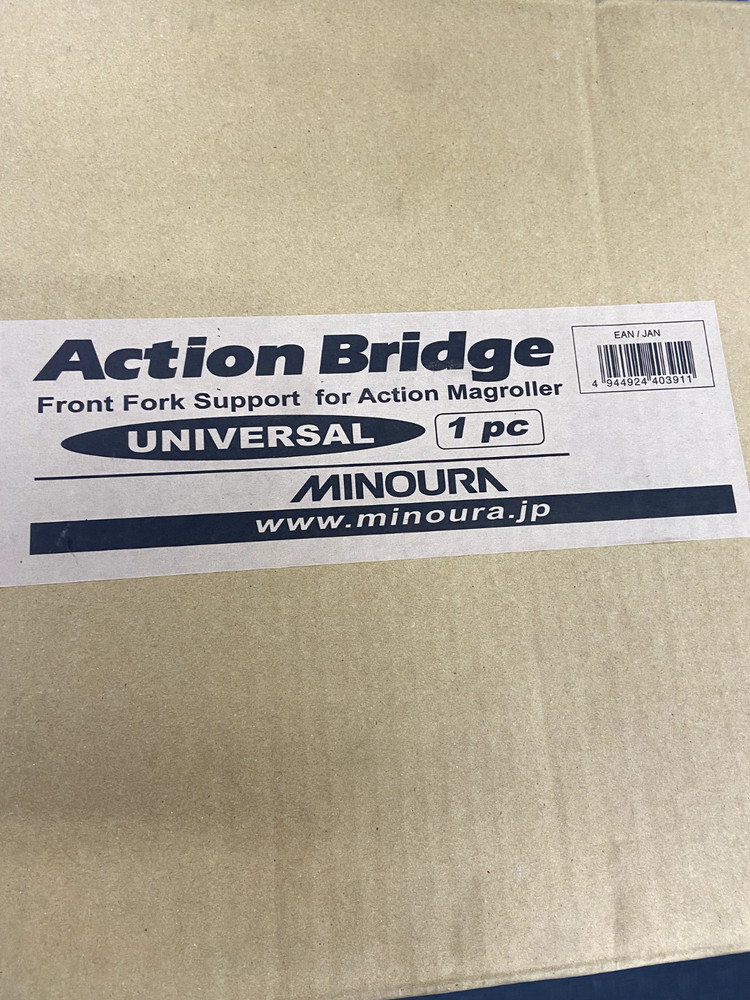 Action Bridge
Front Fork Support for Action Magroller
UNIVERSAL 1 pc
MINOURA
www.minoura.jp
EAN / JAN
4 944924 403911